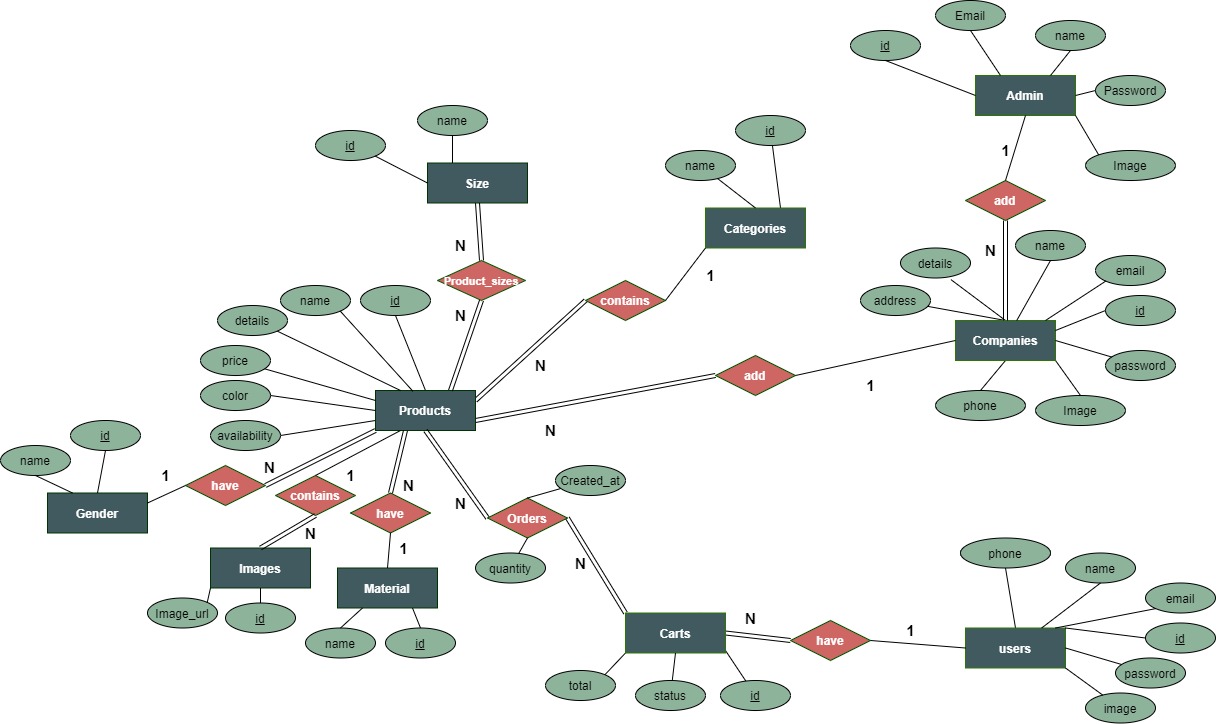 Email
id
name
Admin
Password
Image
1
add
N
name
id
Size
N
Product_sizes
N
name
id
Categories
1
contains
N
details
name
email
address
id
Companies
password
phone
Image
1
add
N
name
id
details
price
color
availability
Products
name
id
Gender
1
have
N
1
contains
N
Images
Image_url
id
N
have
1
Material
name
id
N
Created_at
Orders
quantity
N
Carts
total
status
id
N
have
1
phone
name
email
id
users
password
image